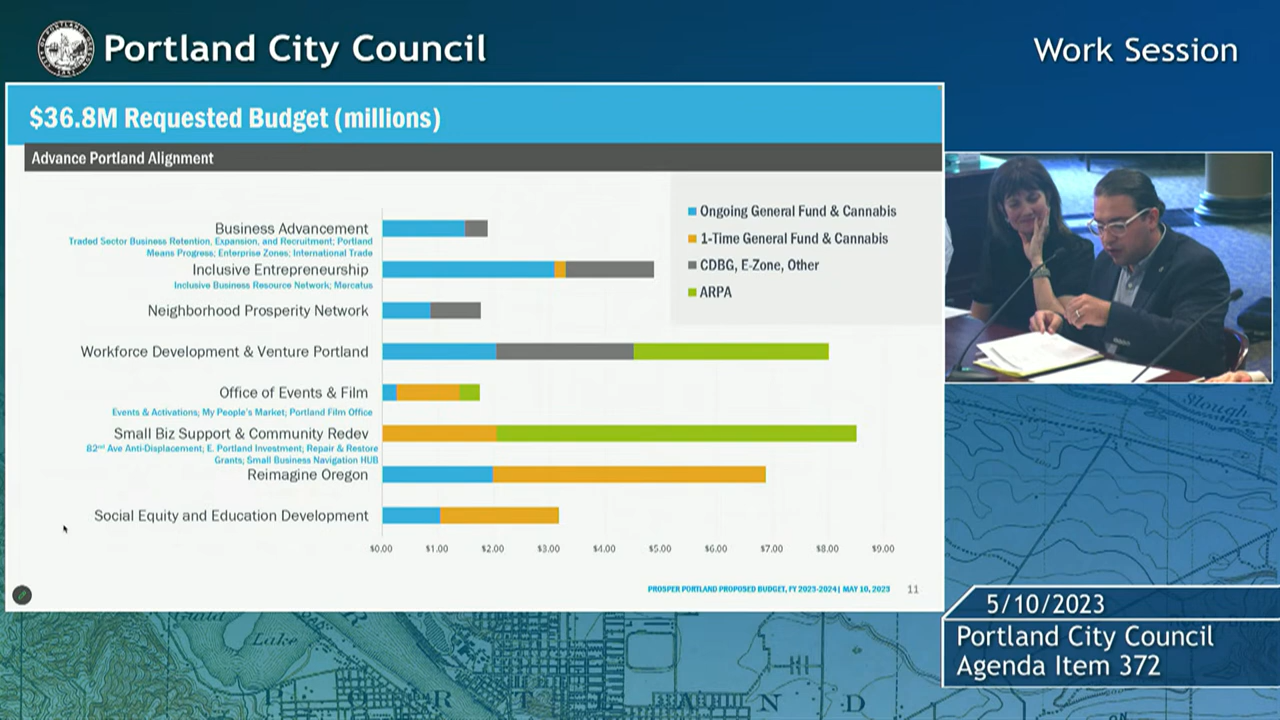 Portland City Council
Work Session
$36.8M Requested Budget (millions)
Advance Portland Alignment
Ongoing General Fund & Cannabis
1-Time General Fund & Cannabis
CDBG, E-Zone, Other
ARPA
Business Advancement
Traded Sector Business Retention, Expansion, and Recruitment; Portland
Means Progress; Enterprise Zones; International Trade
Inclusive Entrepreneurship
Inclusive Business Resource Network; Mercatus
Neighborhood Prosperity Network
Workforce Development & Venture Portland
Office of Events & Film
Events & Activations; My People's Market; Portland Film Office
Small Biz Support & Community Redev
82nd Ave Anti-Displacement; E. Portland Investment; Repair & Restore
Grants; Small Business Navigation HUB
Reimagine Oregon
Social Equity and Education Development
$0.00 $1.00 $2.00 $3.00 $4.00 $5.00 $6.00 $7.00 $8.00 $9.00
PROSPER PORTLAND PROPOSED BUDGET, FY 2023-2024 | MAY 10, 2023 11
Slough
5/10/2023
Portland City Council
Agenda Item 372
Guild
Lake
P O R T L A N D